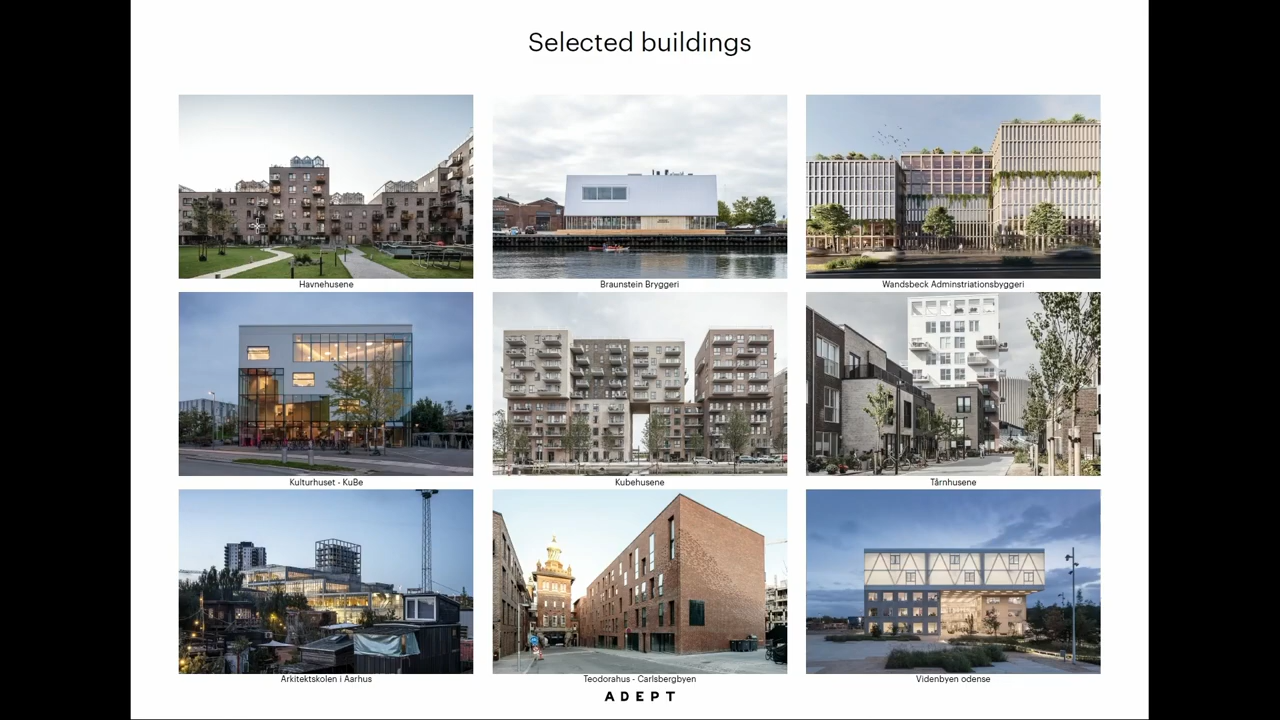 Selected buildings
Havnehusene
Braunstein Bryggeri
Wandsbeck Adminstriationsbyggeri
Kulturhuset - KuBe
Kubehusene
Tårnhusene
Arkitektskolen i Aarhus
Teodorahus - Carlsbergbyen
Videnbyen odense
ADEPT